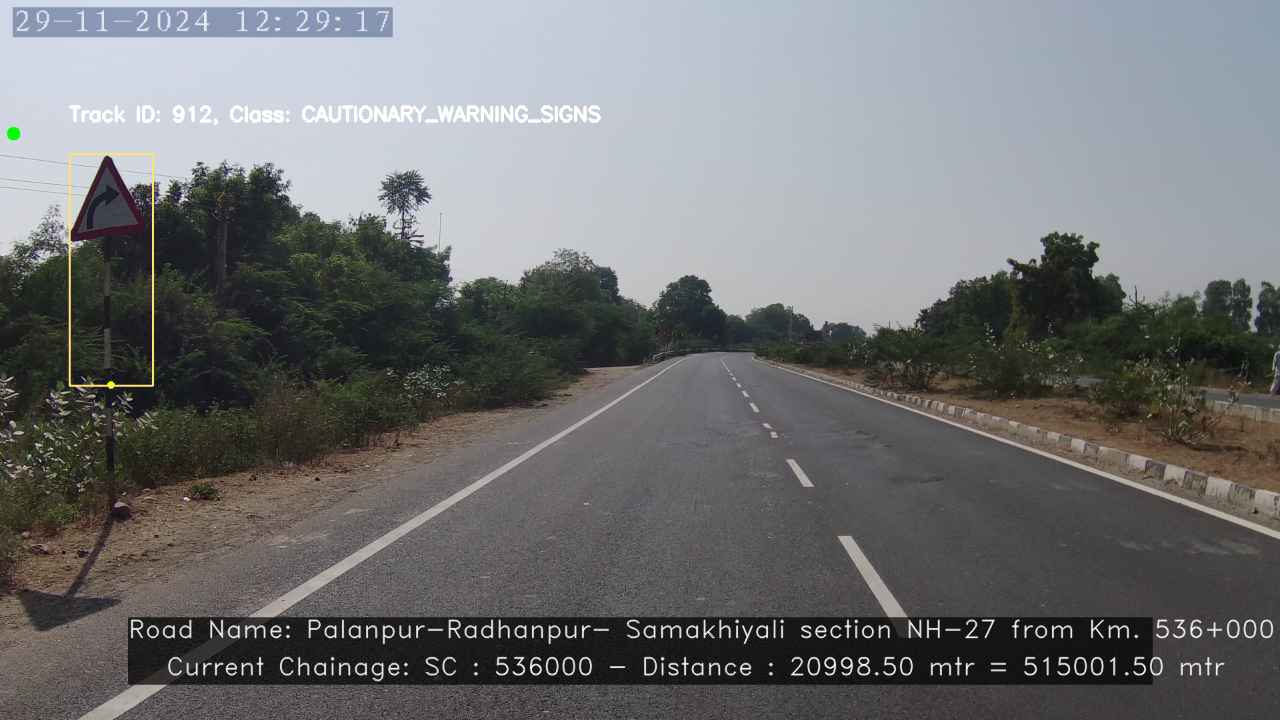 29-11-2024 12:29:17
Track ID: 912, Class: CAUTIONARY_WARNING_SIGNS
Road Name: Palanpur-Radhanpur- Samakhiyali section NH-27 from Km. 536+000
Current Chainage: SC : 536000 - Distance : 20998.50 mtr = 515001.50 mtr